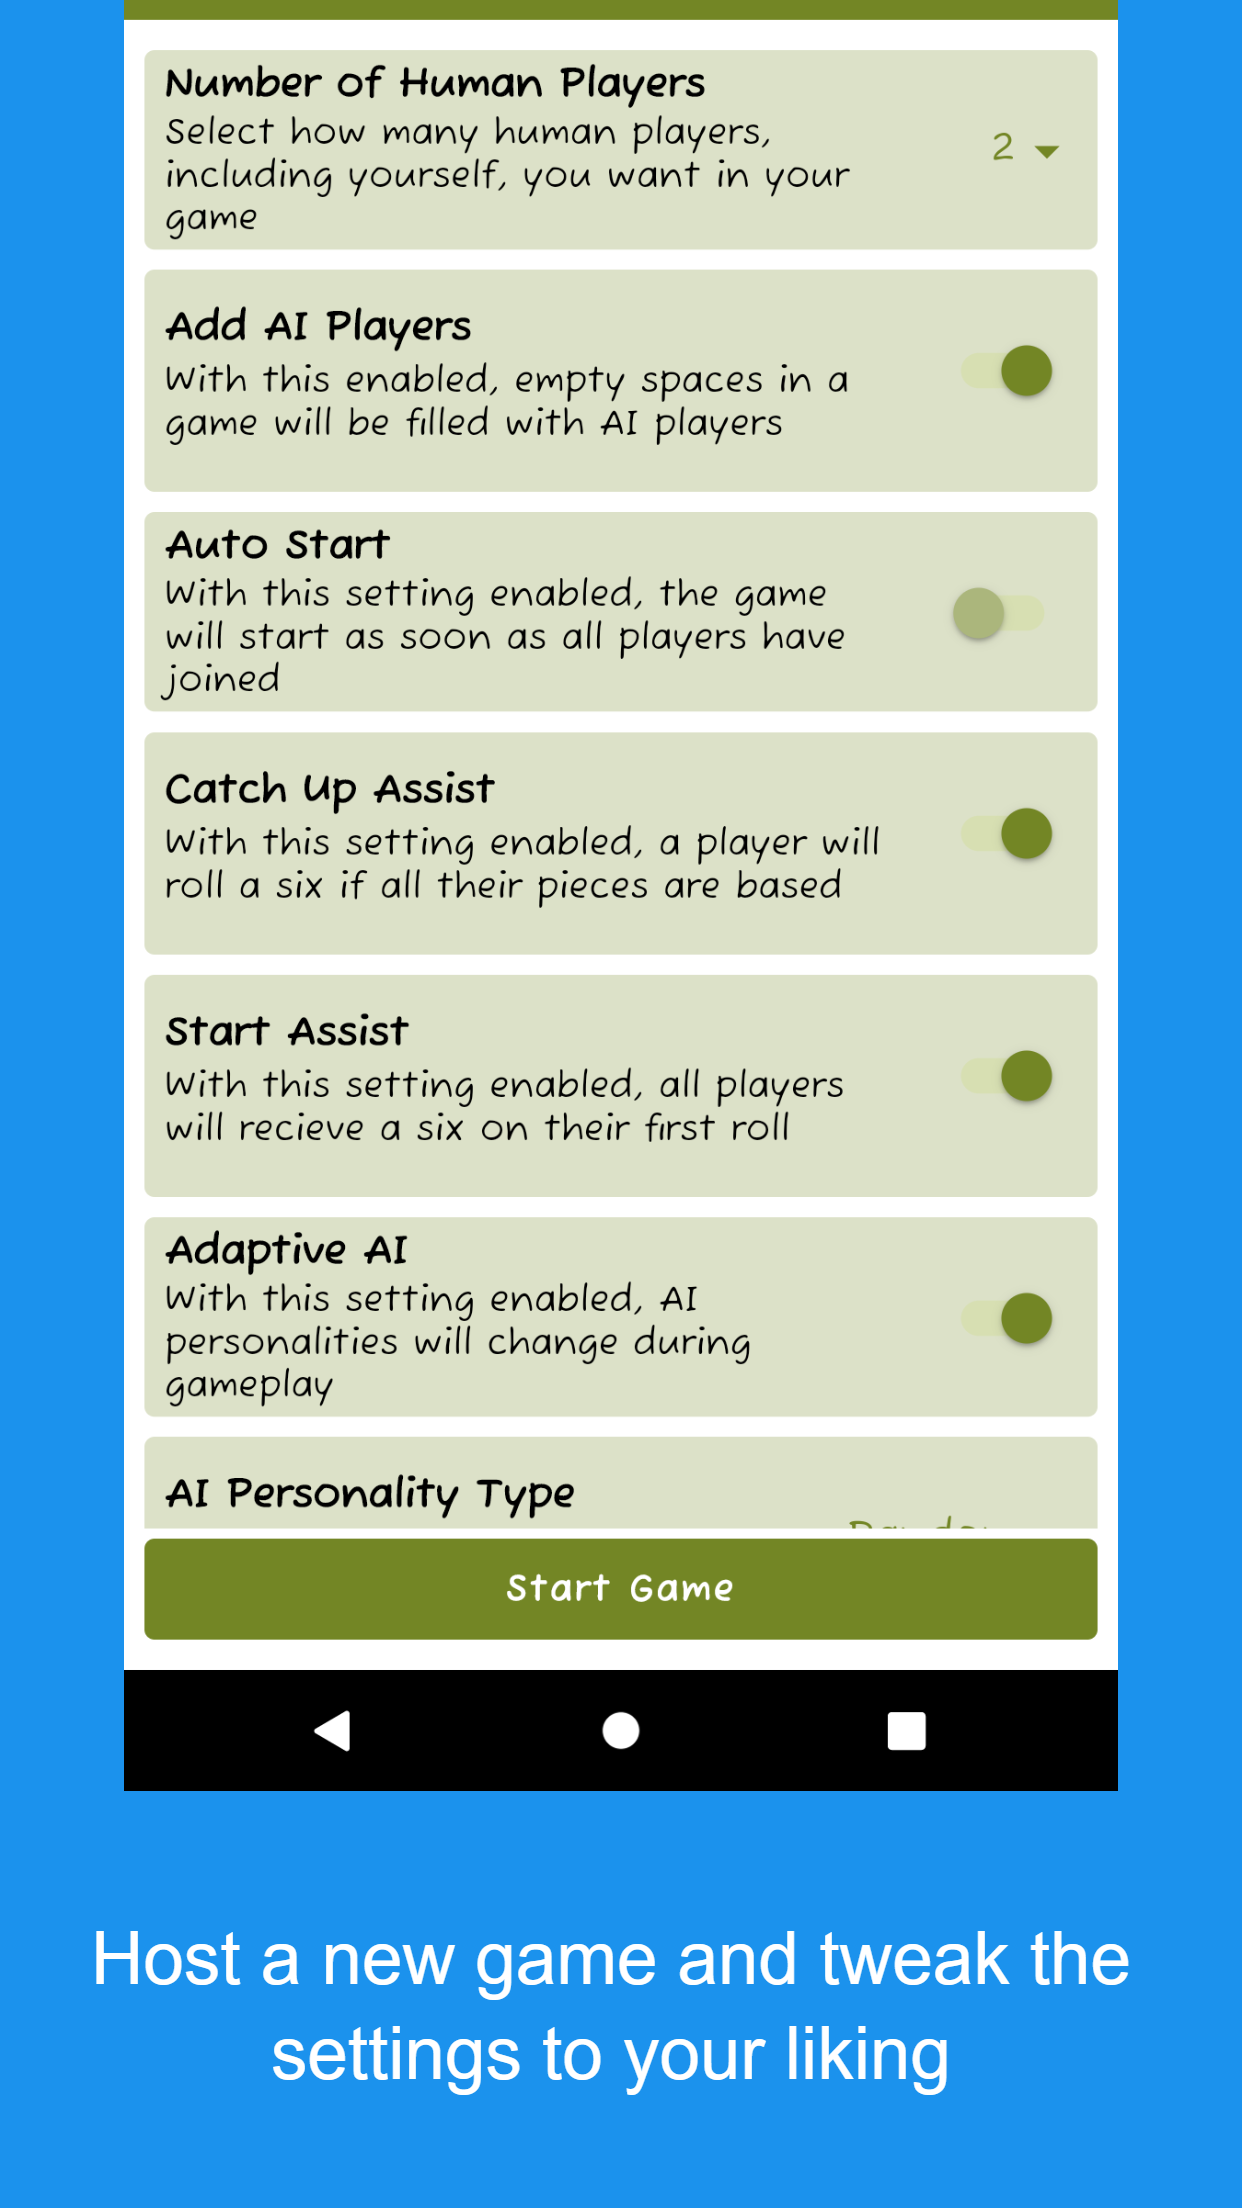 Number of Human Players
Select how many human players,
including yourself, you want in your
game
2
Add AI Players
With this enabled, empty spaces in a
game will be filled with AI players
Auto Start
With this setting enabled, the game
will start as soon as all players have
joined
Catch Up Assist
With this setting enabled, a player will
roll a six if all their pieces are based
Start Assist
With this setting enabled, all players
will recieve a six on their first roll
Adaptive AI
With this setting enabled, AI
personalities will change during
gameplay
AI Personality Type
Start Game
Host a new game and tweak the
settings to your liking